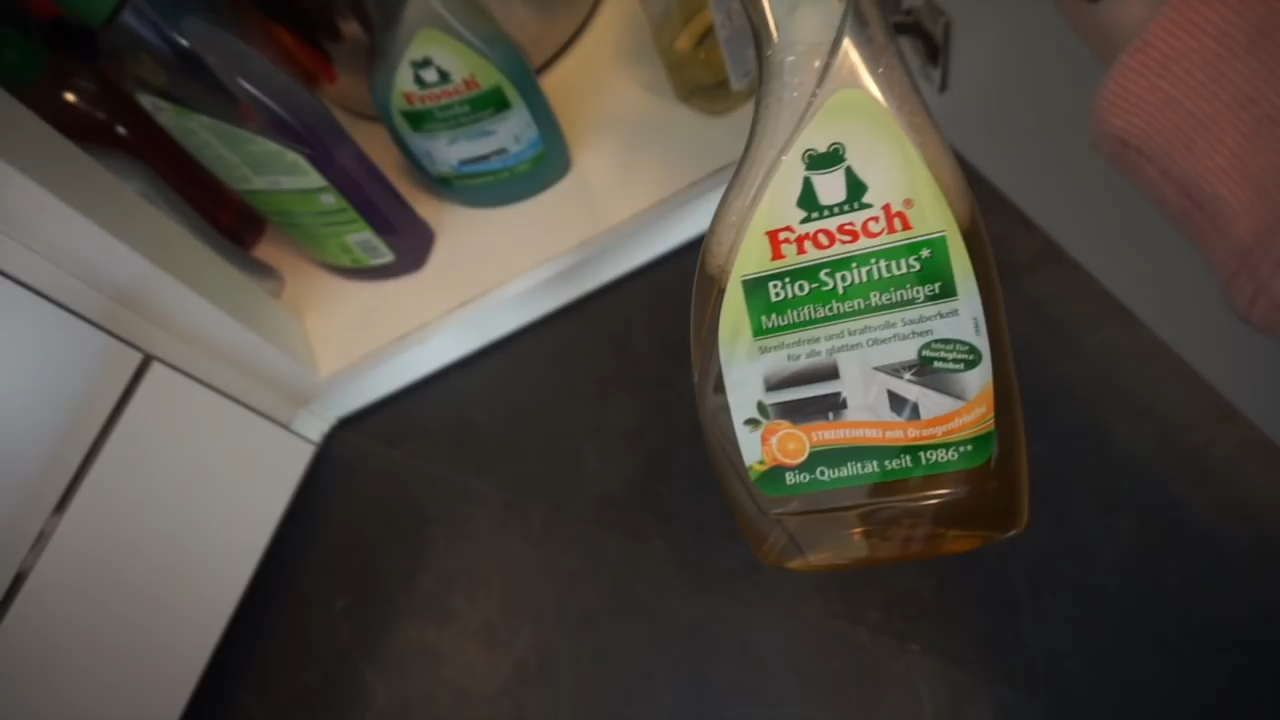 Frosch
MARKE
Frosch®
Bio-Spiritus*
Multiflächen-Reiniger
Streifenfreie und kraftvolle Sauberkeit
für alle glatten Oberflächen
Ideal für
Hochglanz-
Möbel
STREIFENFREI mit Orangenfrische
Bio-Qualität seit 1986**